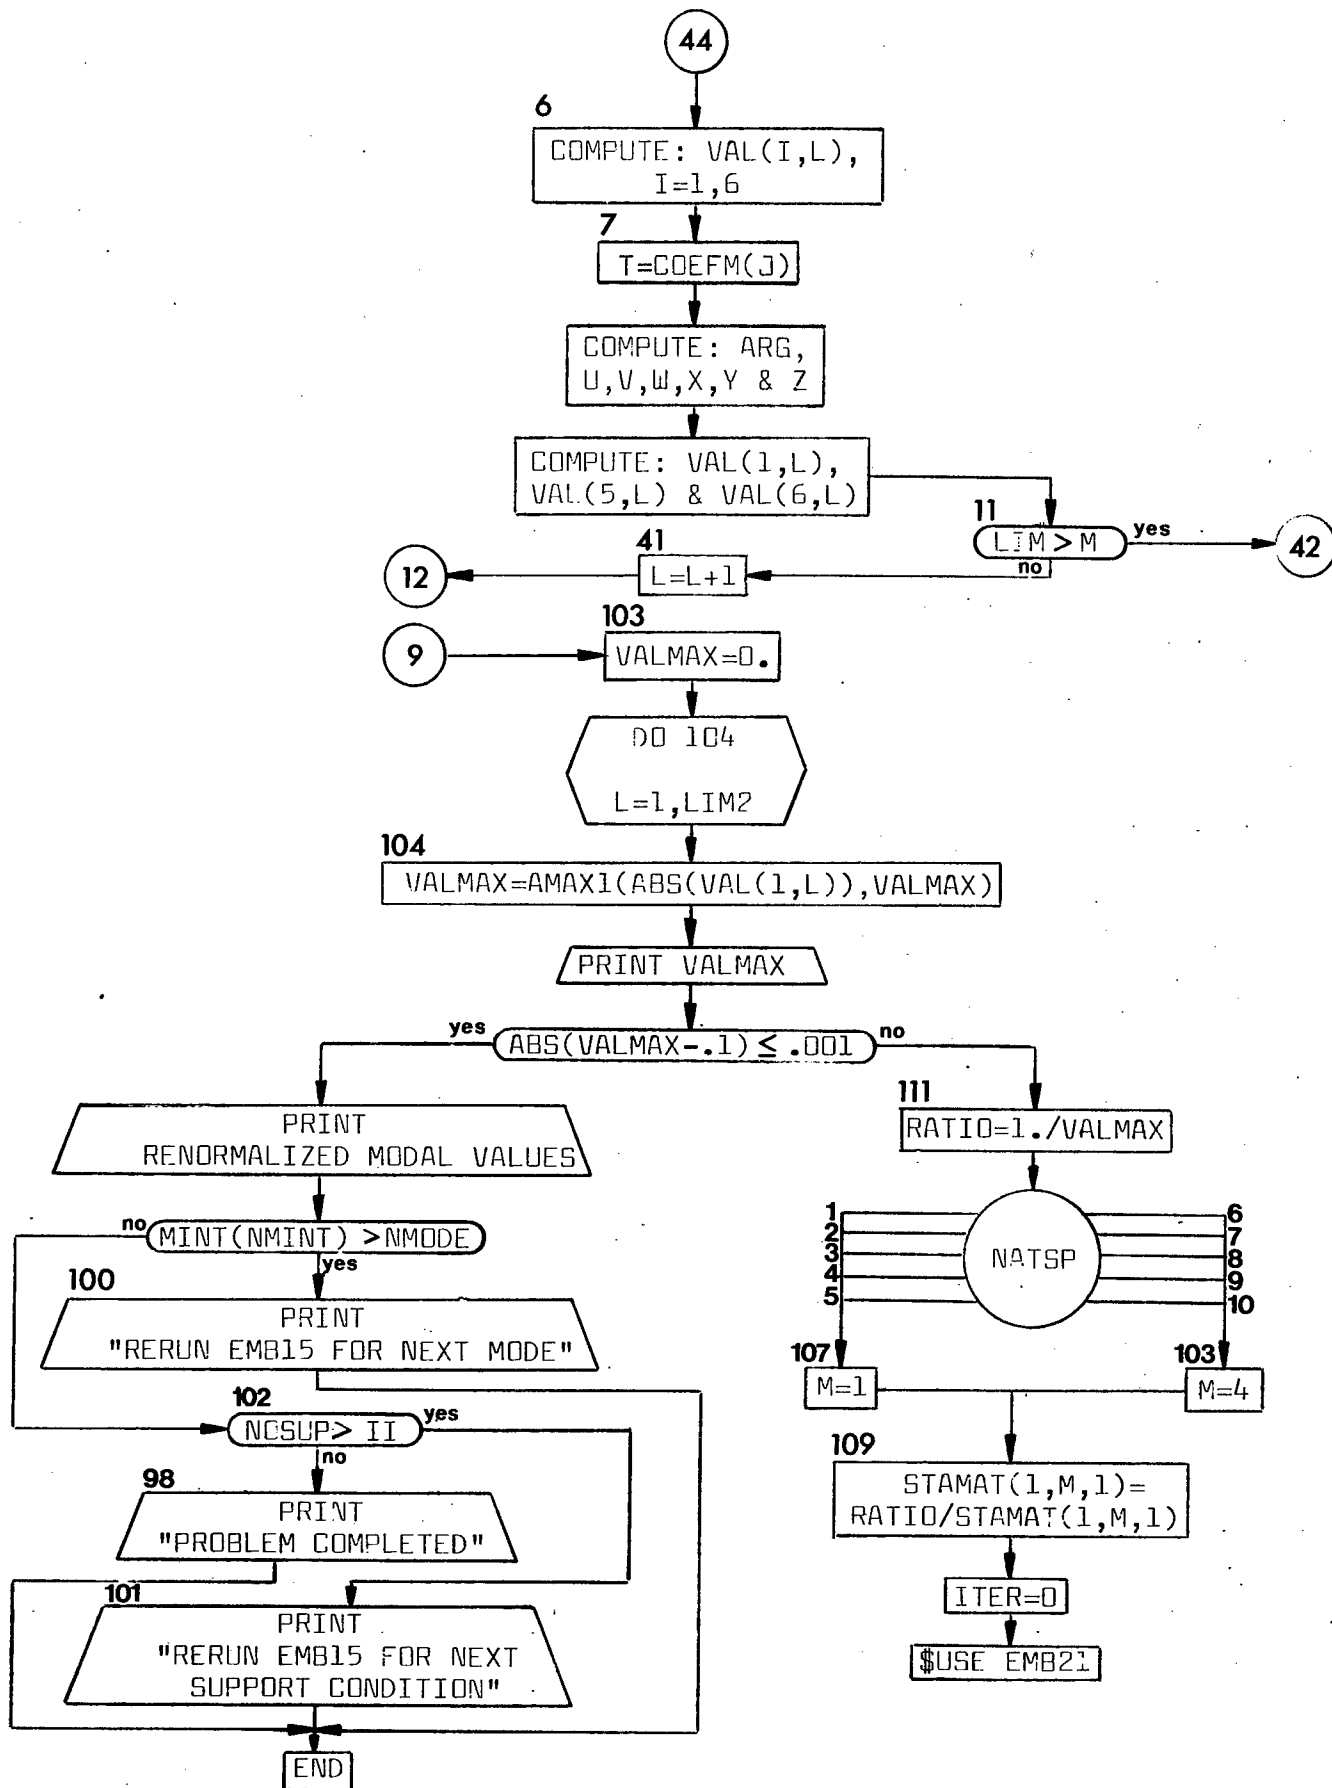 44
6
COMPUTE: VAL(I,L),
I=1,6
7
T=COEFM(J)
COMPUTE: ARG,
U,V,W,X,Y & Z
COMPUTE: VAL(1,L),
VAL(5,L) & VAL(6,L)
11
LIM > M
yes
42
no
41
L=L+1
12
103
9
VALMAX=0.
DO 104
L=1,LIM2
104
VALMAX=AMAX1(ABS(VAL(1,L)),VALMAX)
PRINT VALMAX
yes
ABS(VALMAX-.1) ≤ .001
no
PRINT
RENORMALIZED MODAL VALUES
no
MINT(NMINT) >NMODE
yes
100
PRINT
"RERUN EMB15 FOR NEXT MODE"
102
NOSUP> II
yes
no
98
PRINT
"PROBLEM COMPLETED"
101
PRINT
"RERUN EMB15 FOR NEXT
SUPPORT CONDITION"
END
111
RATIO=1./VALMAX
1
2
3
4
5
NATSP
6
7
8
9
10
107
M=1
103
M=4
109
STAMAT(1,M,1)=
RATIO/STAMAT(1,M,1)
ITER=0
$USE EMB21